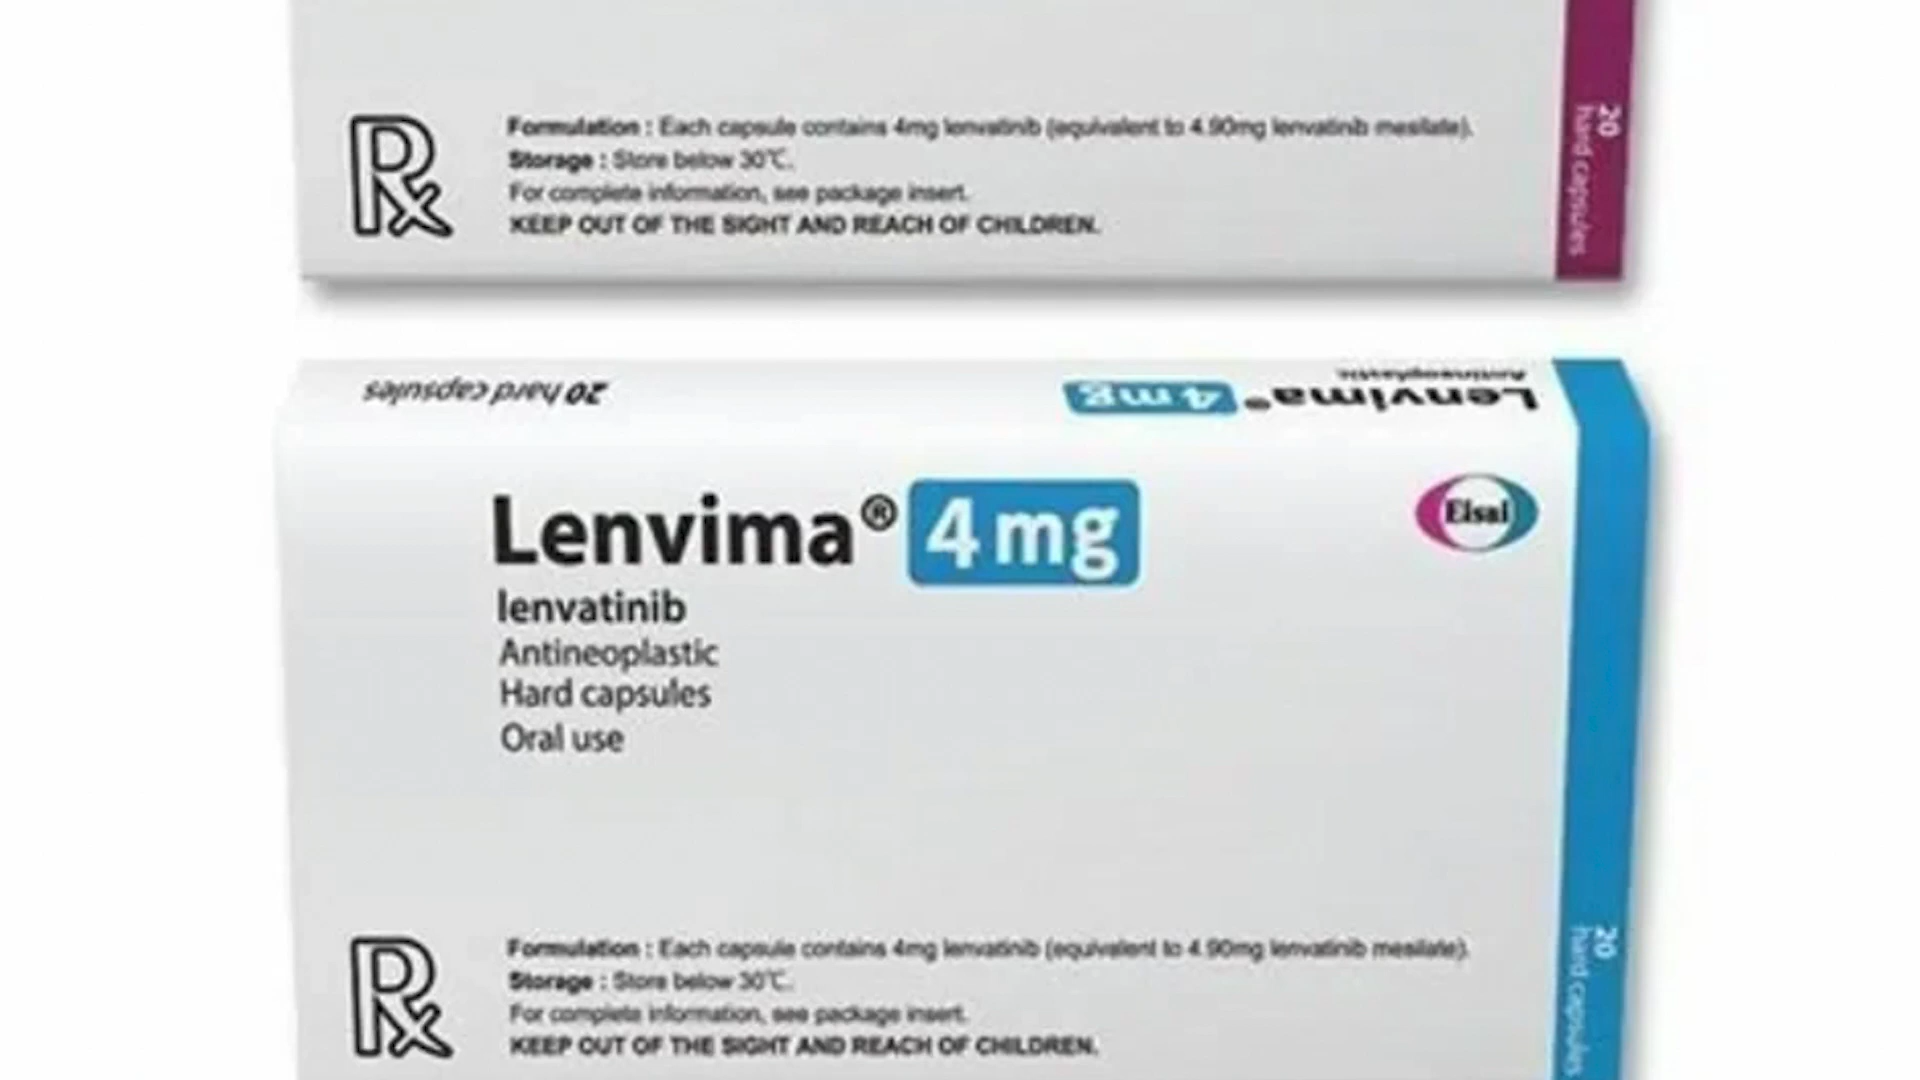 Rx
Formulation : Each capsule contains 4mg lenvatinib (equivalent to 4.90mg lenvatinib mesilate).
Storage : Store below 30℃.
For complete information, see package insert.
KEEP OUT OF THE SIGHT AND REACH OF CHILDREN.
20
hard capsules
20 hard capsules
Lenvima® 4 mg
Antineoplastic
Lenvima® 4 mg
Eisai
lenvatinib
Antineoplastic
Hard capsules
Oral use
Rx
Formulation : Each capsule contains 4mg lenvatinib (equivalent to 4.90mg lenvatinib mesilate).
Storage : Store below 30℃.
For complete information, see package insert.
KEEP OUT OF THE SIGHT AND REACH OF CHILDREN.
20
hard capsules